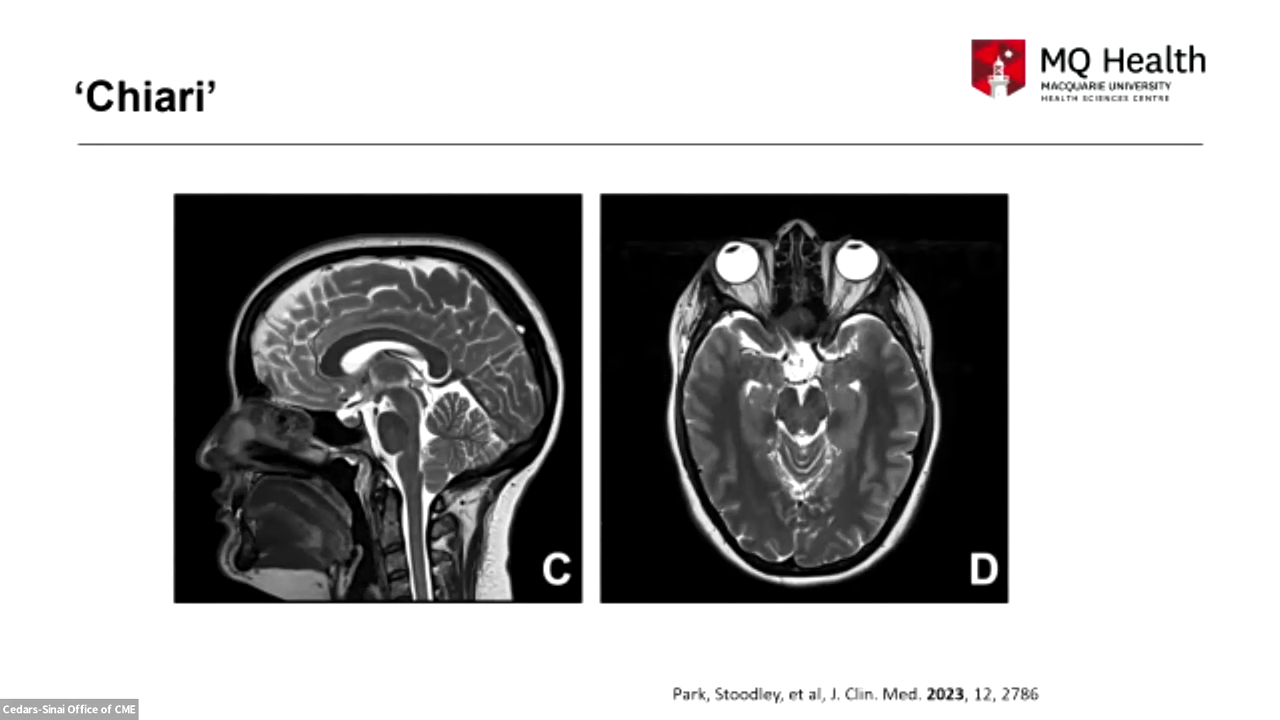 ‘Chiari’
MQ Health
MACQUARIE UNIVERSITY
HEALTH SCIENCES CENTRE
C
D
Park, Stoodley, et al, J. Clin. Med. 2023, 12, 2786
Cedars-Sinai Office of CME